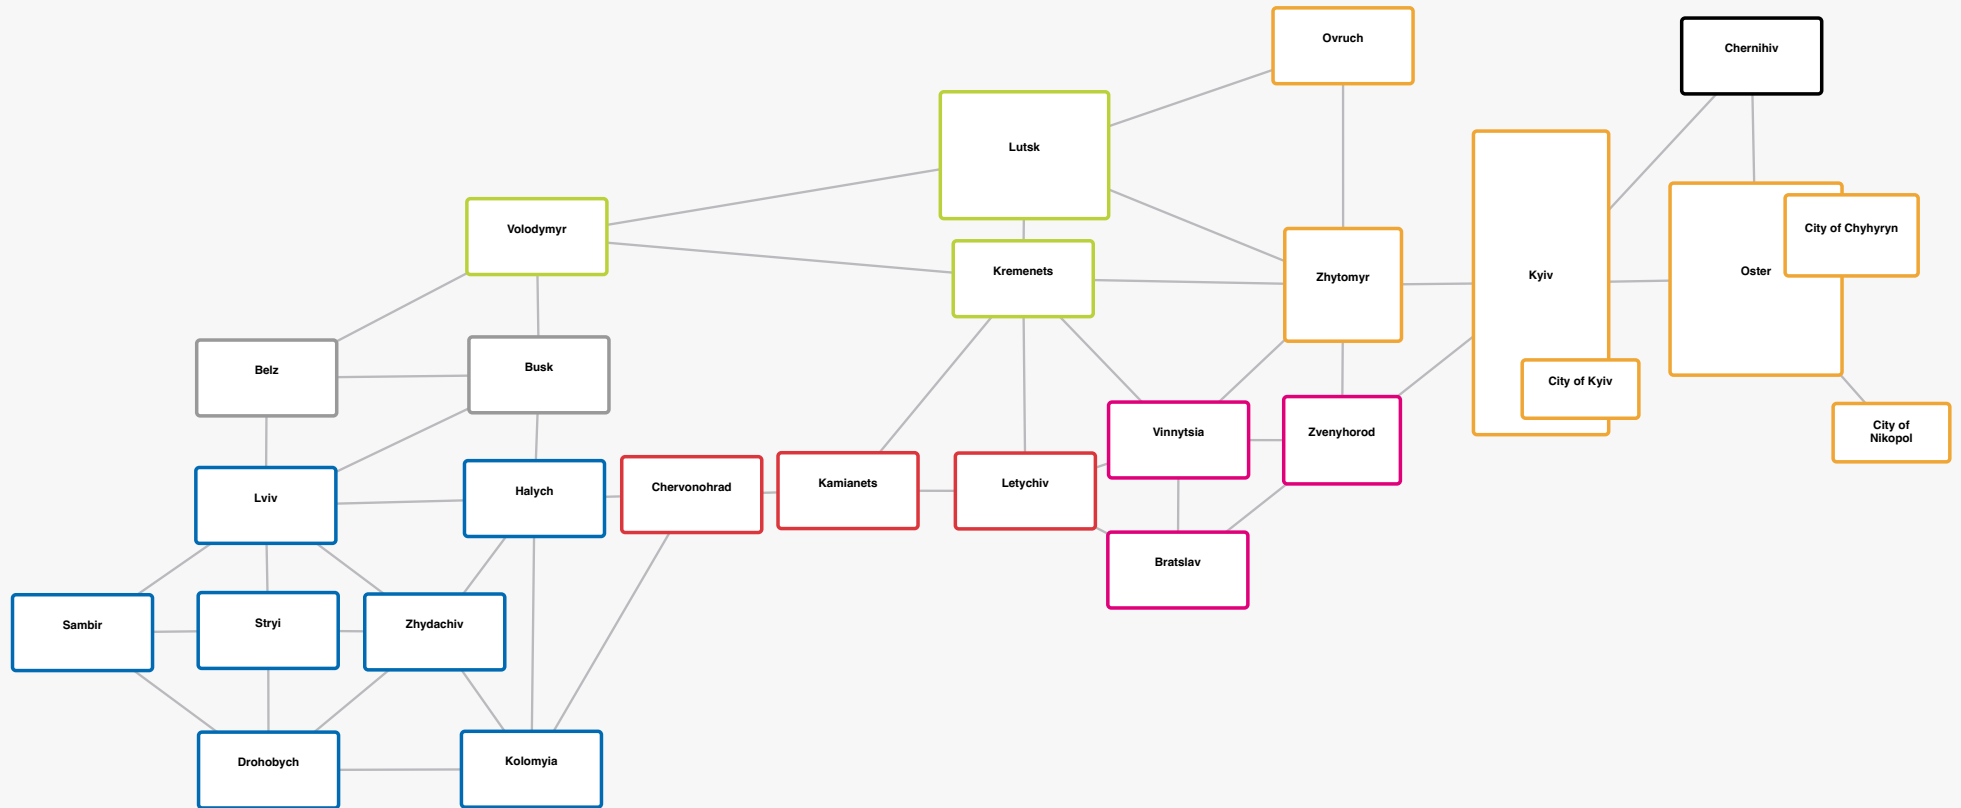 Ovruch
Chernihiv
Lutsk
Volodymyr
City of Chyhyryn
Kremenets
Zhytomyr
Kyiv
Oster
Belz
Busk
City of Kyiv
City of
Nikopol
Vinnytsia
Zvenyhorod
Lviv
Halych
Chervonohrad
Kamianets
Letychiv
Bratslav
Sambir
Stryi
Zhydachiv
Drohobych
Kolomyia